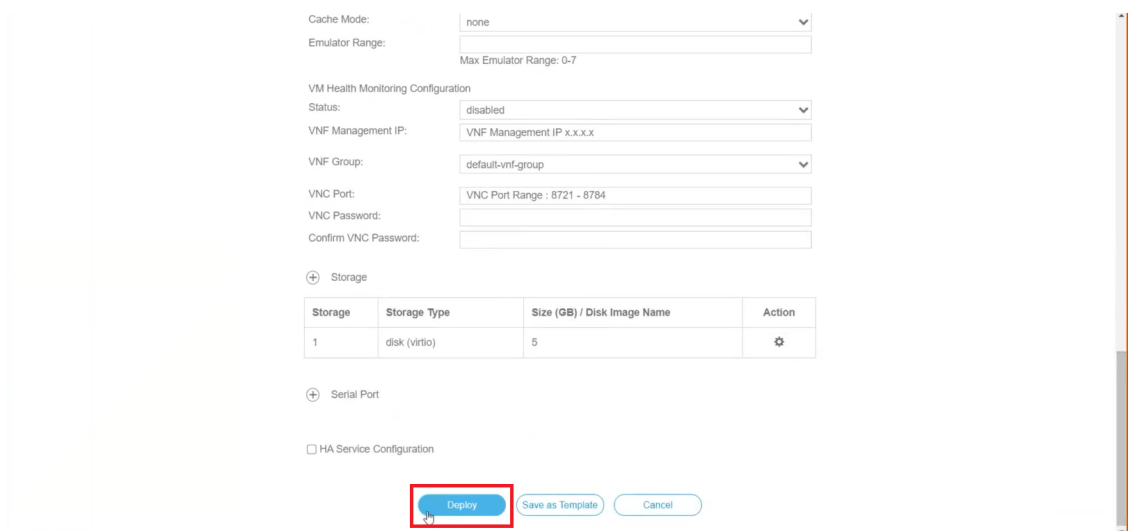 Cache Mode: none
Emulator Range:
Max Emulator Range: 0-7
VM Health Monitoring Configuration
Status: disabled
VNF Management IP: VNF Management IP x.x.x.x
VNF Group: default-vnf-group
VNC Port: VNC Port Range : 8721 - 8784
VNC Password:
Confirm VNC Password:
Storage
Storage Storage Type Size (GB) / Disk Image Name Action
1 disk (virtio) 5
Serial Port
HA Service Configuration
Deploy Save as Template Cancel